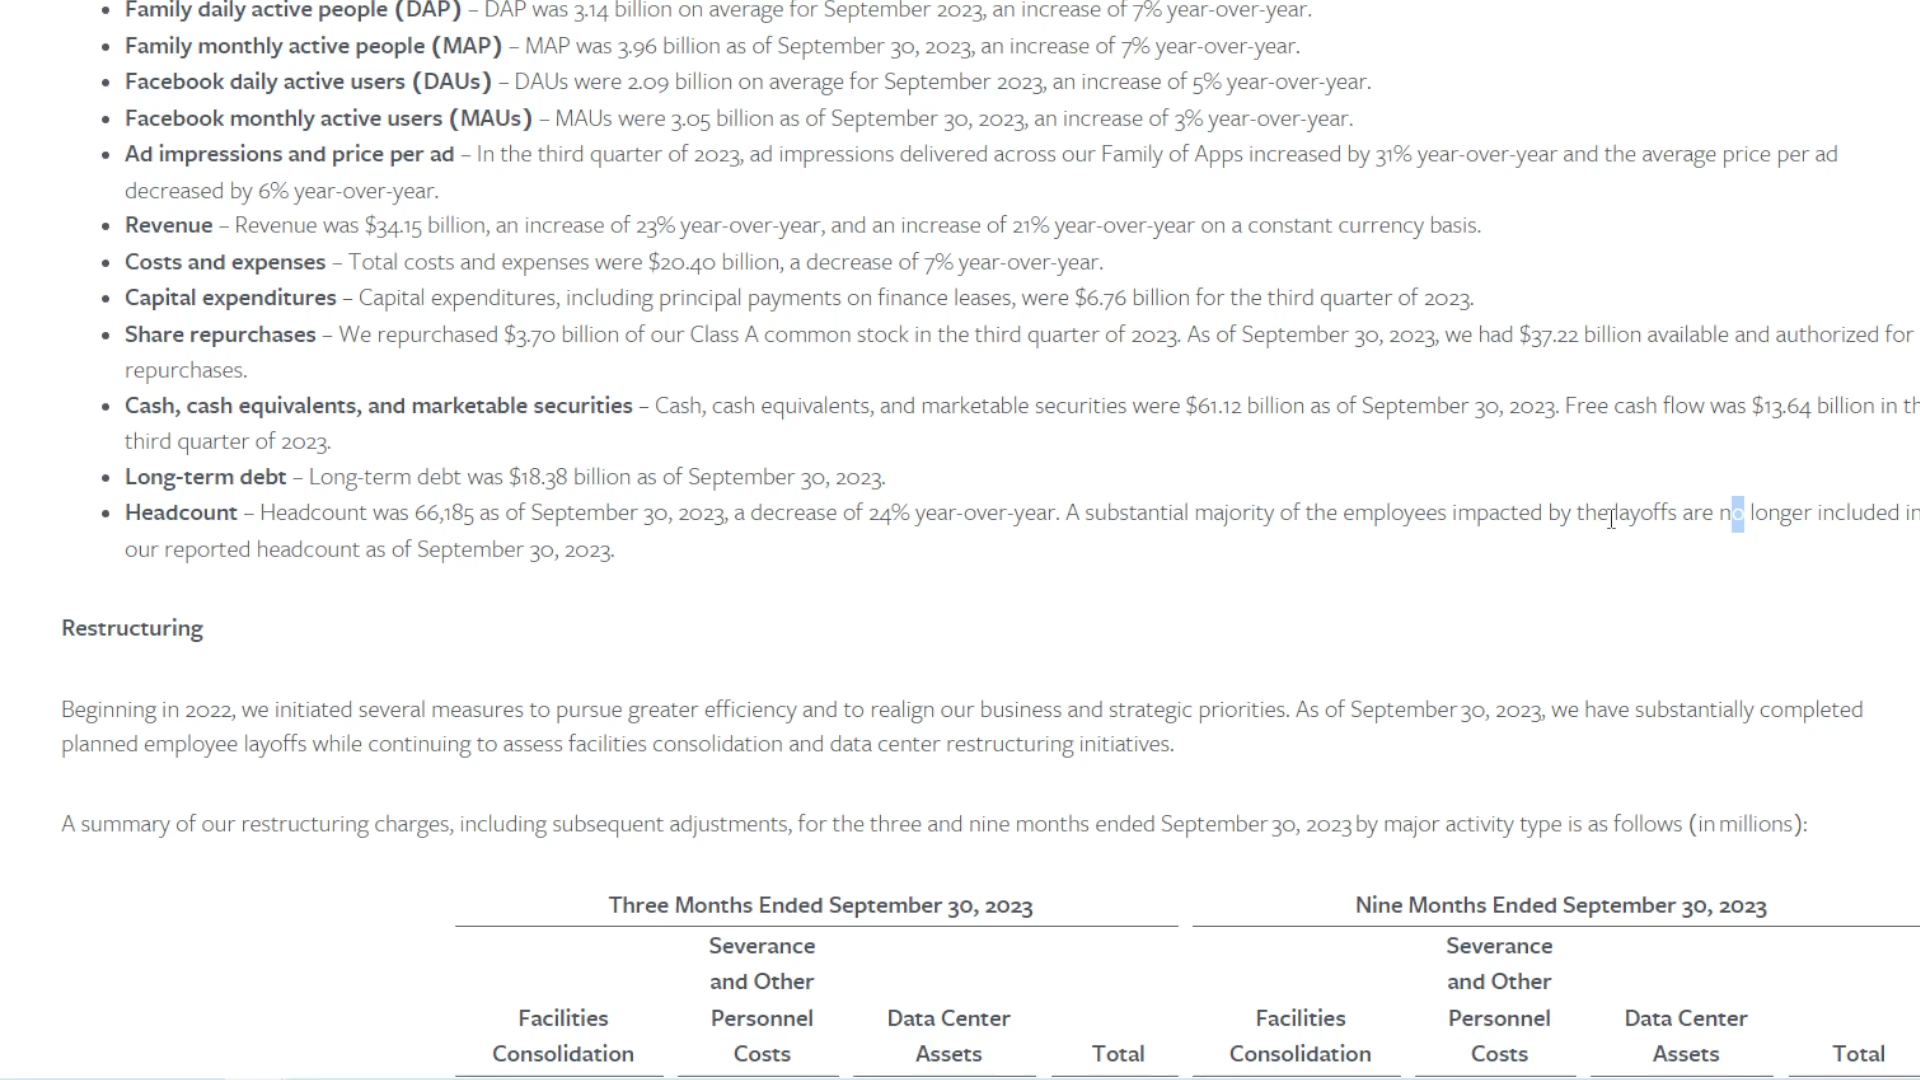 • Family daily active people (DAP) – DAP was 3.14 billion on average for September 2023, an increase of 7% year-over-year.
• Family monthly active people (MAP) – MAP was 3.96 billion as of September 30, 2023, an increase of 7% year-over-year.
• Facebook daily active users (DAUs) – DAUs were 2.09 billion on average for September 2023, an increase of 5% year-over-year.
• Facebook monthly active users (MAUs) – MAUs were 3.05 billion as of September 30, 2023, an increase of 3% year-over-year.
• Ad impressions and price per ad – In the third quarter of 2023, ad impressions delivered across our Family of Apps increased by 31% year-over-year and the average price per ad
decreased by 6% year-over-year.
• Revenue – Revenue was $34.15 billion, an increase of 23% year-over-year, and an increase of 21% year-over-year on a constant currency basis.
• Costs and expenses – Total costs and expenses were $20.40 billion, a decrease of 7% year-over-year.
• Capital expenditures – Capital expenditures, including principal payments on finance leases, were $6.76 billion for the third quarter of 2023.
• Share repurchases – We repurchased $3.70 billion of our Class A common stock in the third quarter of 2023. As of September 30, 2023, we had $37.22 billion available and authorized for
repurchases.
• Cash, cash equivalents, and marketable securities – Cash, cash equivalents, and marketable securities were $61.12 billion as of September 30, 2023. Free cash flow was $13.64 billion in th
third quarter of 2023.
• Long-term debt – Long-term debt was $18.38 billion as of September 30, 2023.
• Headcount – Headcount was 66,185 as of September 30, 2023, a decrease of 24% year-over-year. A substantial majority of the employees impacted by the layoffs are no longer included in
our reported headcount as of September 30, 2023.
Restructuring
Beginning in 2022, we initiated several measures to pursue greater efficiency and to realign our business and strategic priorities. As of September 30, 2023, we have substantially completed
planned employee layoffs while continuing to assess facilities consolidation and data center restructuring initiatives.
A summary of our restructuring charges, including subsequent adjustments, for the three and nine months ended September 30, 2023 by major activity type is as follows (in millions):
Three Months Ended September 30, 2023 Nine Months Ended September 30, 2023
Severance Severance
and Other and Other
Facilities Personnel Data Center Facilities Personnel Data Center
Consolidation Costs Assets Total Consolidation Costs Assets Total